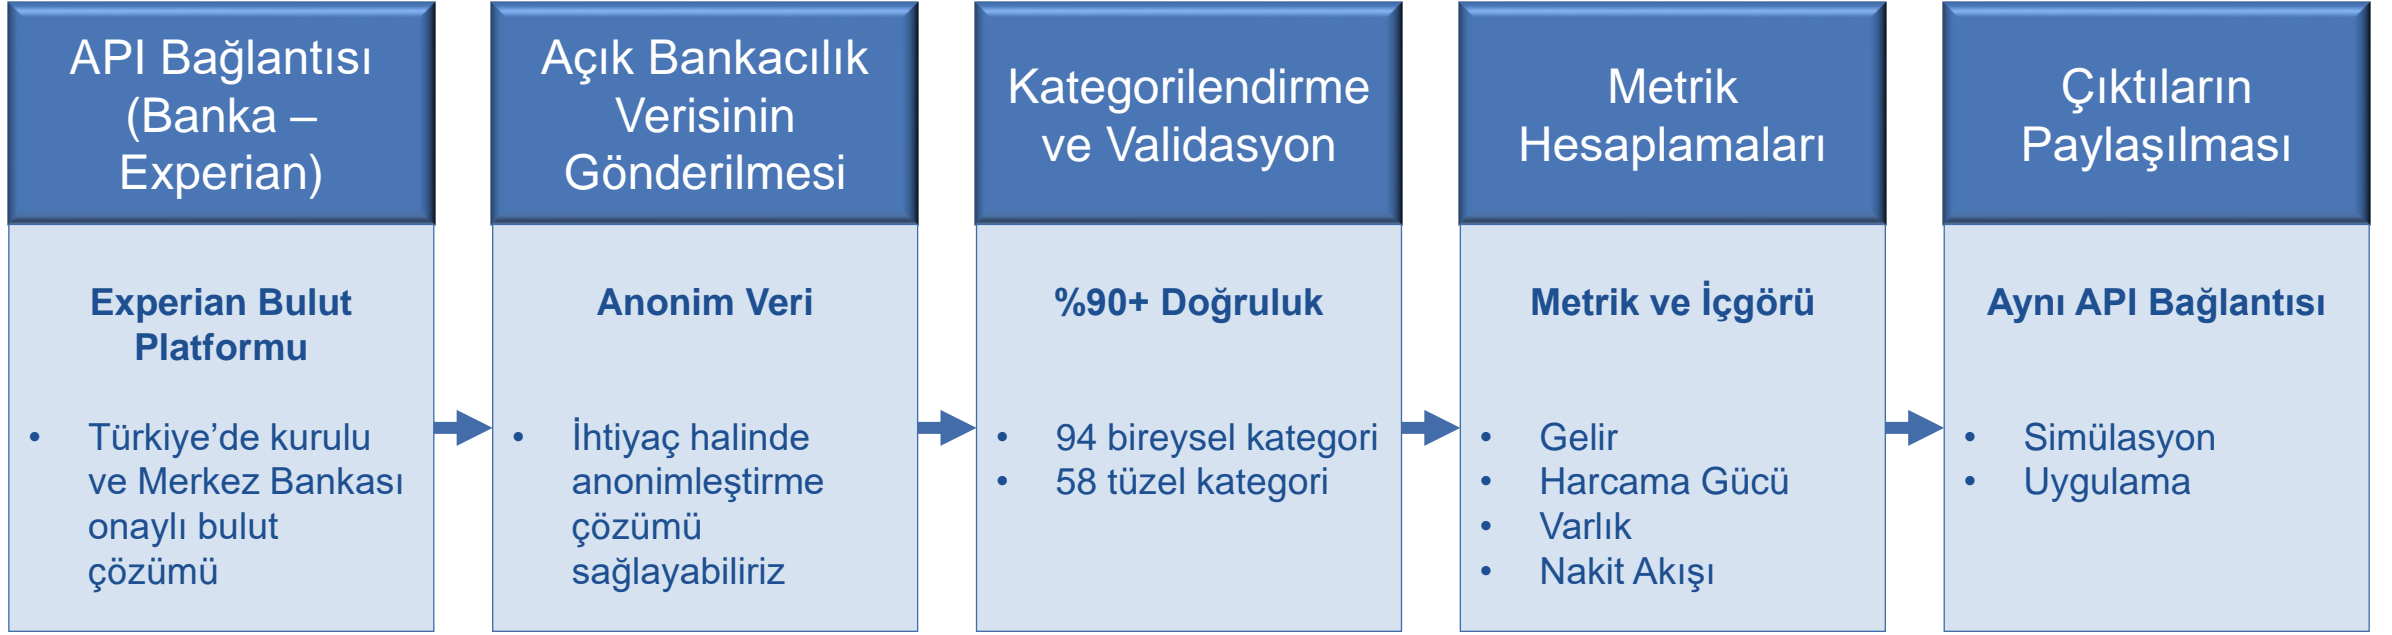 API Bağlantısı
(Banka –
Experian)
Experian Bulut
Platformu
• Türkiye’de kurulu
ve Merkez Bankası
onaylı bulut
çözümü
Açık Bankacılık
Verisinin
Gönderilmesi
Anonim Veri
• İhtiyaç halinde
anonimleştirme
çözümü
sağlayabiliriz
Kategorilendirme
ve Validasyon
%90+ Doğruluk
• 94 bireysel kategori
• 58 tüzel kategori
Metrik
Hesaplamaları
Metrik ve İçgörü
• Gelir
• Harcama Gücü
• Varlık
• Nakit Akışı
Çıktıların
Paylaşılması
Aynı API Bağlantısı
• Simülasyon
• Uygulama